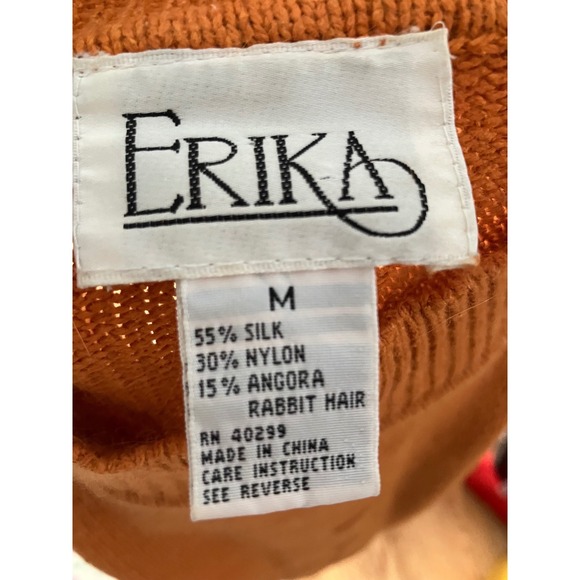 ERIKA
M
55% SILK
30% NYLON
15% ANGORA
RABBIT HAIR
RN 40299
MADE IN CHINA
CARE INSTRUCTION
SEE REVERSE